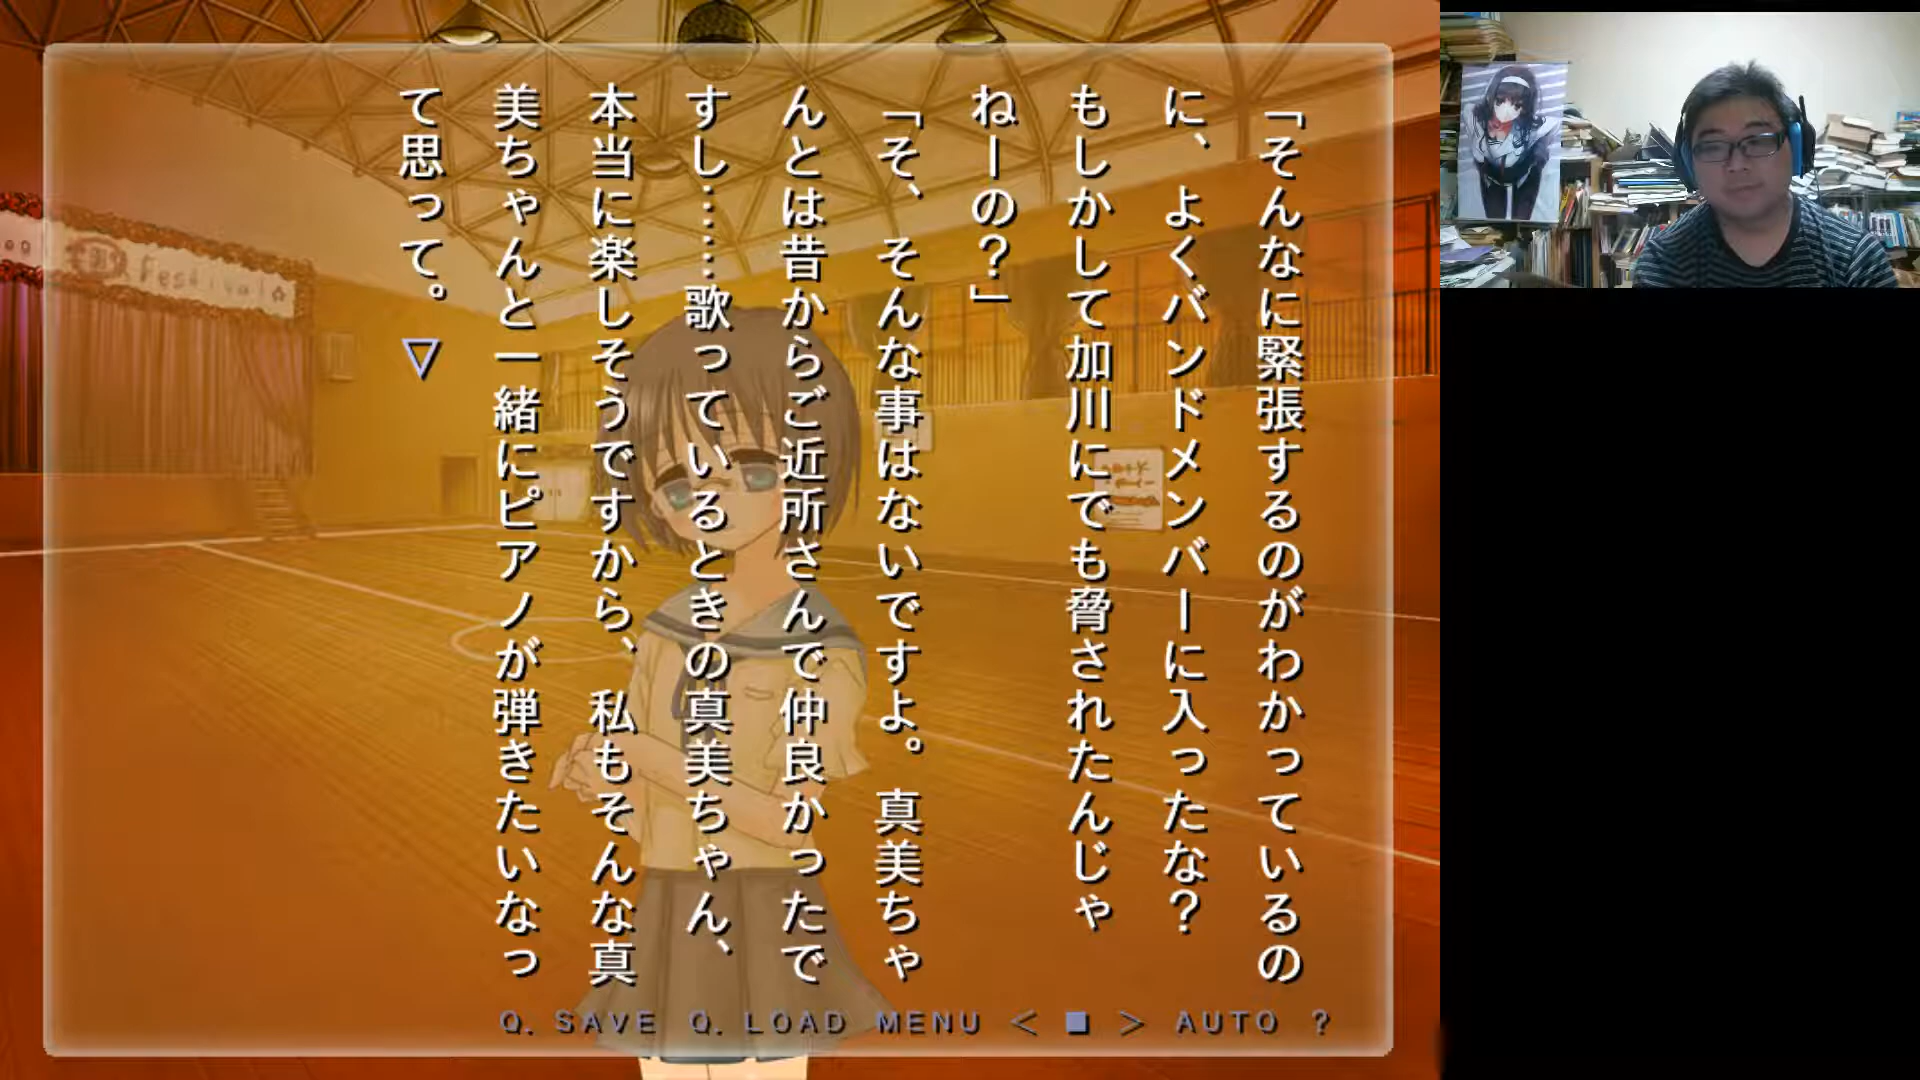 「そんなに緊張するのがわかっているの
に、よくバンドメンバーに入ったな？
もしかして加川にでも脅されたんじゃ
ねーの？」
「そ、そんな事はないですよ。真美ちゃ
んとは昔からご近所さんで仲良かったで
すし……歌っているときの真美ちゃん、
本当に楽しそうですから、私もそんな真
美ちゃんと一緒にピアノが弾きたいなっ
て思って。▽
Festival
Q. SAVE Q. LOAD MENU < ■ > AUTO ?